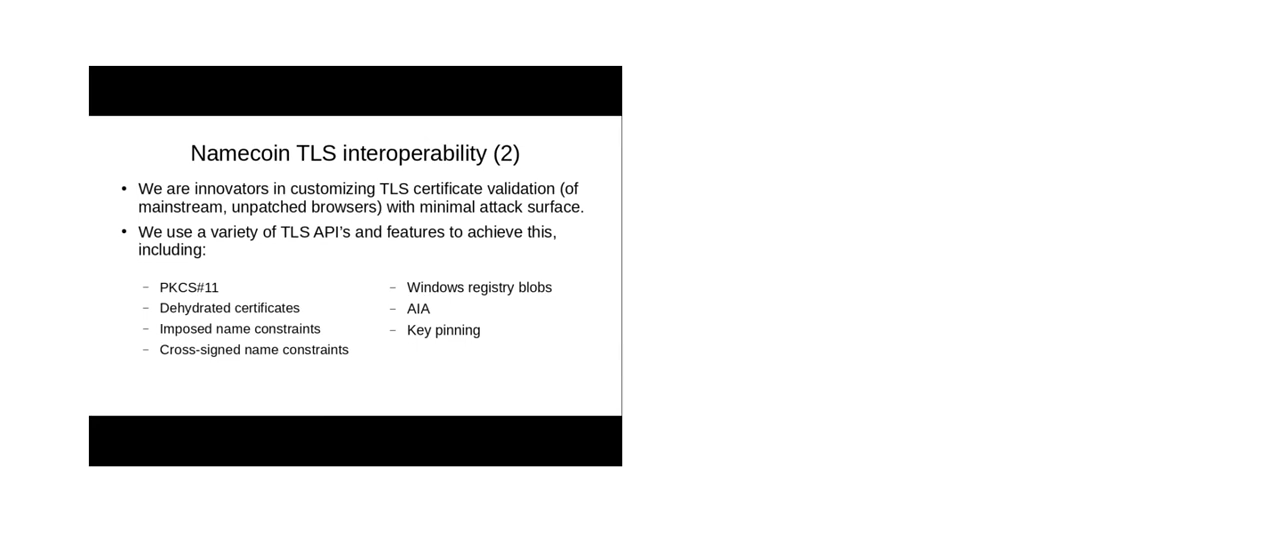 Namecoin TLS interoperability (2)
• We are innovators in customizing TLS certificate validation (of
mainstream, unpatched browsers) with minimal attack surface.
• We use a variety of TLS API’s and features to achieve this,
including:
– PKCS#11
– Dehydrated certificates
– Imposed name constraints
– Cross-signed name constraints
– Windows registry blobs
– AIA
– Key pinning